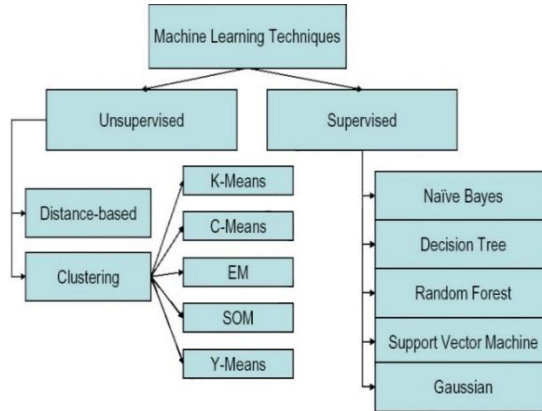 Machine Learning Techniques
Unsupervised
Supervised
K-Means
Naïve Bayes
Distance-based
C-Means
Decision Tree
Clustering
EM
Random Forest
SOM
Support Vector Machine
Y-Means
Gaussian